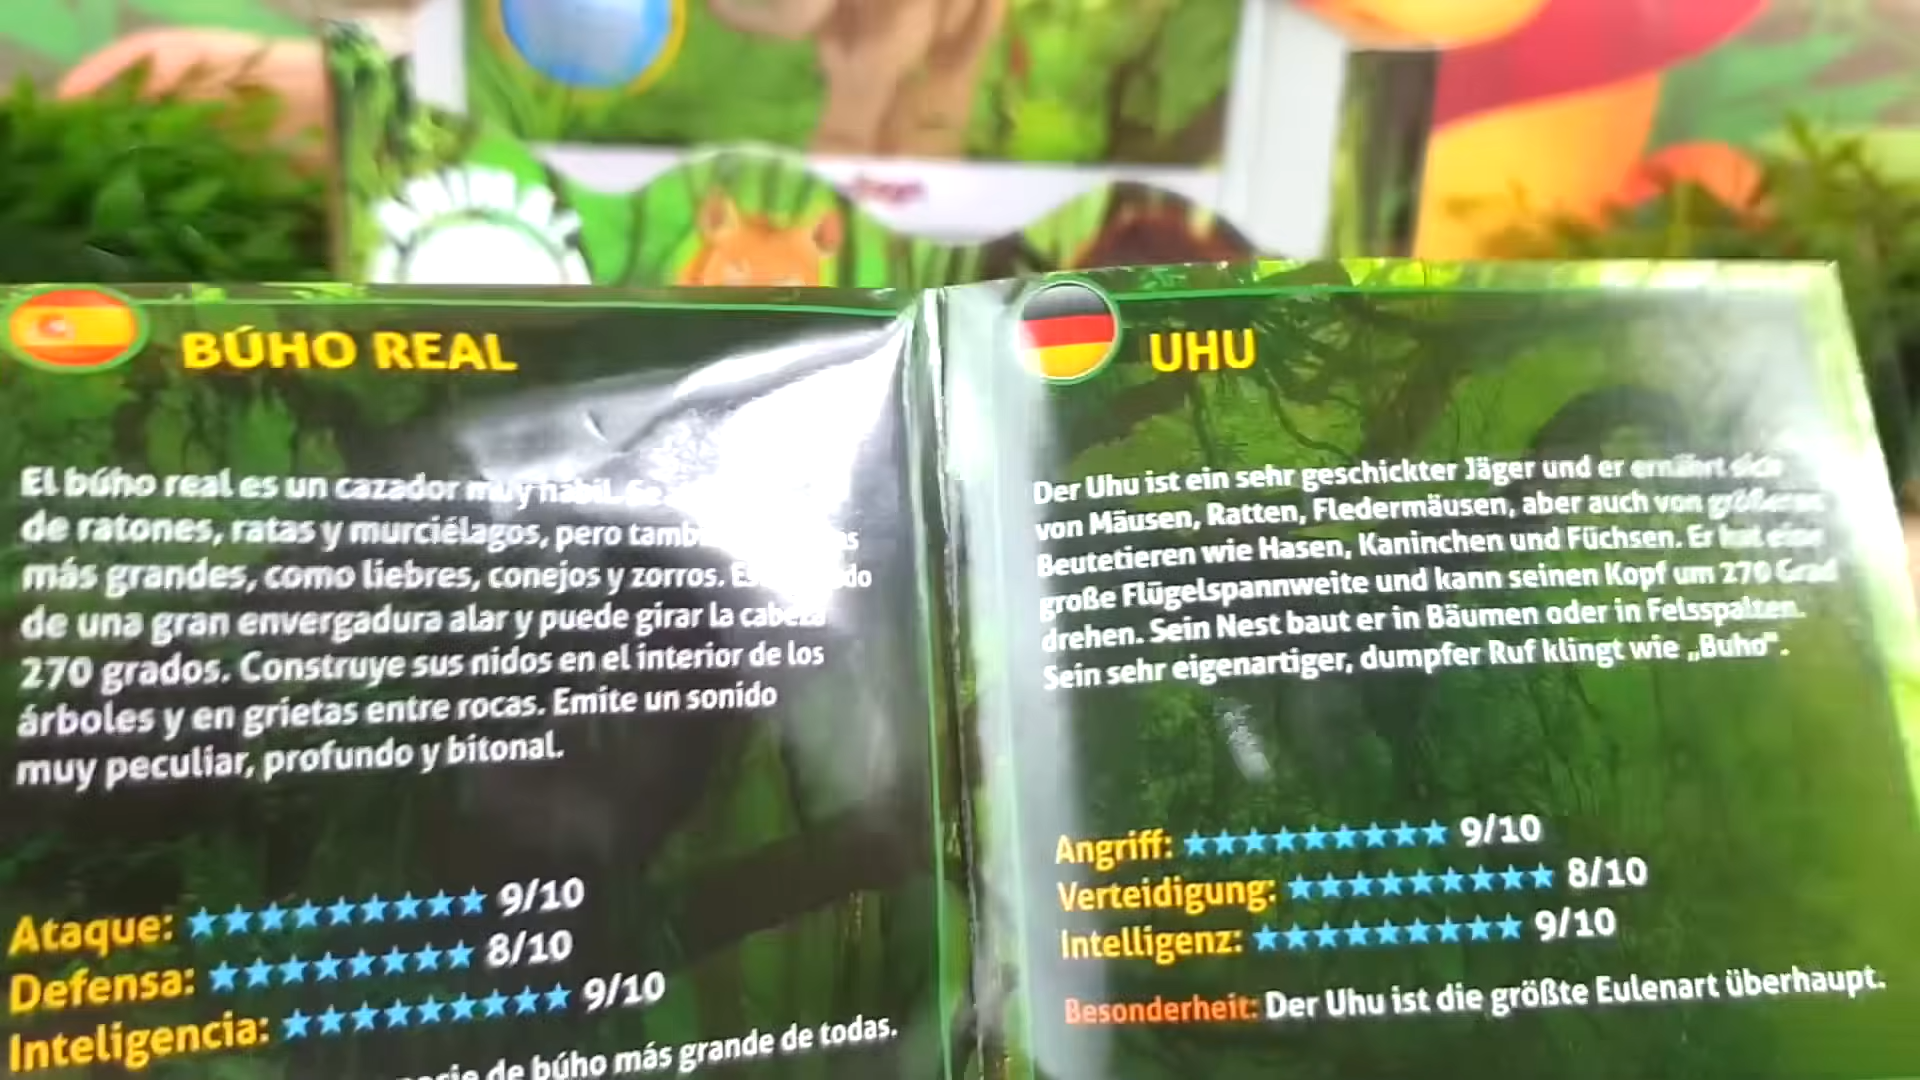 BÚHO REAL
El búho real es un cazador muy hábil. Se
de ratones, ratas y murciélagos, pero
más grandes, como liebres, conejos y zorros.
de una gran envergadura alar y puede girar la cabeza
270 grados. Construye sus nidos en el interior de los
árboles y en grietas entre rocas. Emite un sonido
muy peculiar, profundo y bitonal.
Ataque: ★★★★★★★★★ 9/10
Defensa: ★★★★★★★★ 8/10
Inteligencia: ★★★★★★★★★ 9/10
de búho más grande de todas.
UHU
Der Uhu ist ein sehr geschickter Jäger und er ernährt sich
von Mäusen, Ratten, Fledermäusen, aber auch von größeren
Beutetieren wie Hasen, Kaninchen und Füchsen. Er hat eine
große Flügelspannweite und kann seinen Kopf um 270 Grad
drehen. Sein Nest baut er in Bäumen oder in Felsspalten.
Sein sehr eigenartiger, dumpfer Ruf klingt wie „Buho".
Angriff: ★★★★★★★★★ 9/10
Verteidigung: ★★★★★★★★★ 8/10
Intelligenz: ★★★★★★★★★ 9/10
Besonderheit: Der Uhu ist die größte Eulenart überhaupt.